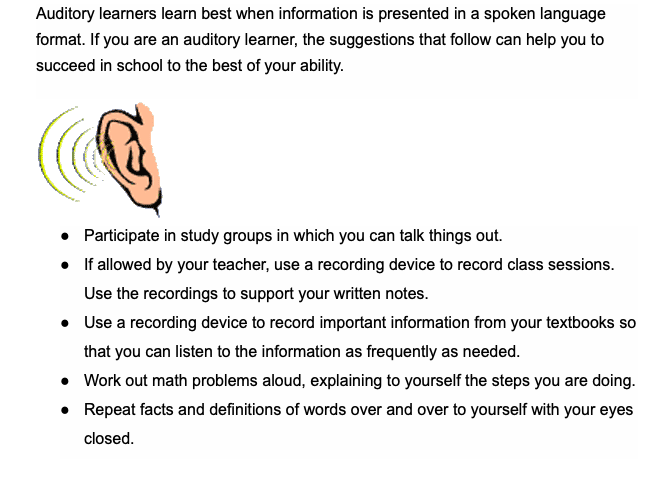 Auditory learners learn best when information is presented in a spoken language
format. If you are an auditory learner, the suggestions that follow can help you to
succeed in school to the best of your ability.
● Participate in study groups in which you can talk things out.
● If allowed by your teacher, use a recording device to record class sessions.
Use the recordings to support your written notes.
● Use a recording device to record important information from your textbooks so
that you can listen to the information as frequently as needed.
● Work out math problems aloud, explaining to yourself the steps you are doing.
● Repeat facts and definitions of words over and over to yourself with your eyes
closed.